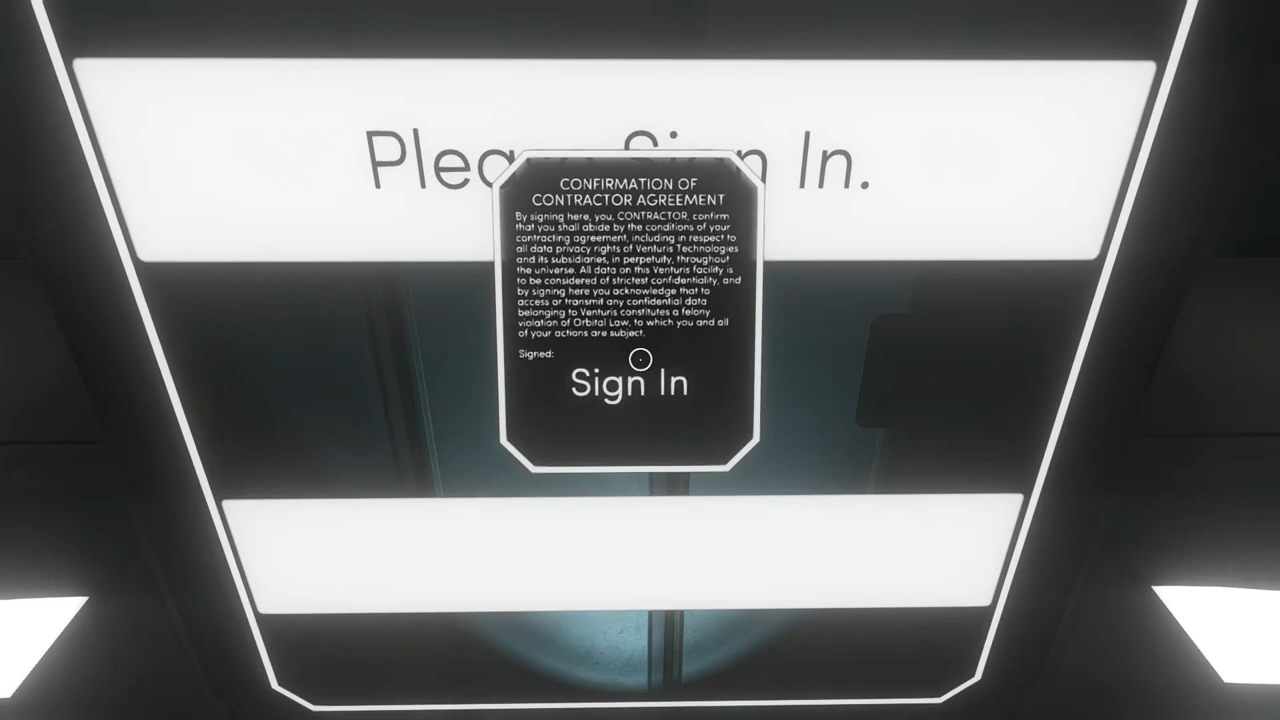 Please Sign In.
CONFIRMATION OF
CONTRACTOR AGREEMENT
By signing here, you, CONTRACTOR, confirm
that you shall abide by the conditions of your
contracting agreement, including in respect to
all data privacy rights of Venturis Technologies
and its subsidiaries, in perpetuity, throughout
the universe. All data on this Venturis facility is
to be considered of strictest confidentiality, and
by signing here you acknowledge that to
access or transmit any confidential data
belonging to Venturis constitutes a felony
violation of Orbital Law, to which you and all
of your actions are subject.
Signed:
Sign In